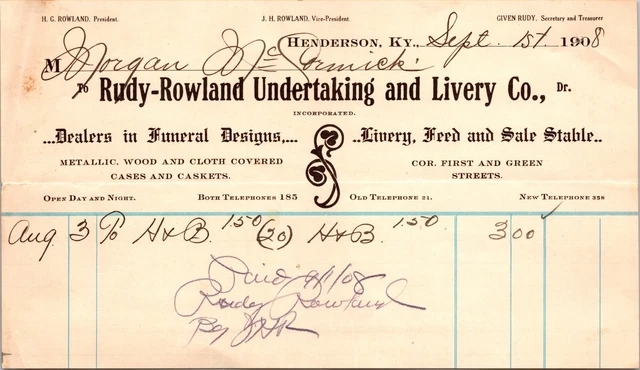 H. G. ROWLAND, President. J. H. ROWLAND, Vice-President. GIVEN RUDY, Secretary and Treasurer
HENDERSON, KY., Sept. 1st 1908
M Morgan McCormick
To Rudy-Rowland Undertaking and Livery Co., Dr.
INCORPORATED.
...Dealers in Funeral Designs,... ..Livery, Feed and Sale Stable..
METALLIC, WOOD AND CLOTH COVERED COR. FIRST AND GREEN
CASES AND CASKETS. STREETS.
OPEN DAY AND NIGHT. BOTH TELEPHONES 185 OLD TELEPHONE 21. NEW TELEPHONE 358
Aug 3 To H & B. 1.50 (20) H & B. 1.50 3 00
Paid 9/1/08
Rudy Rowland
By JHR